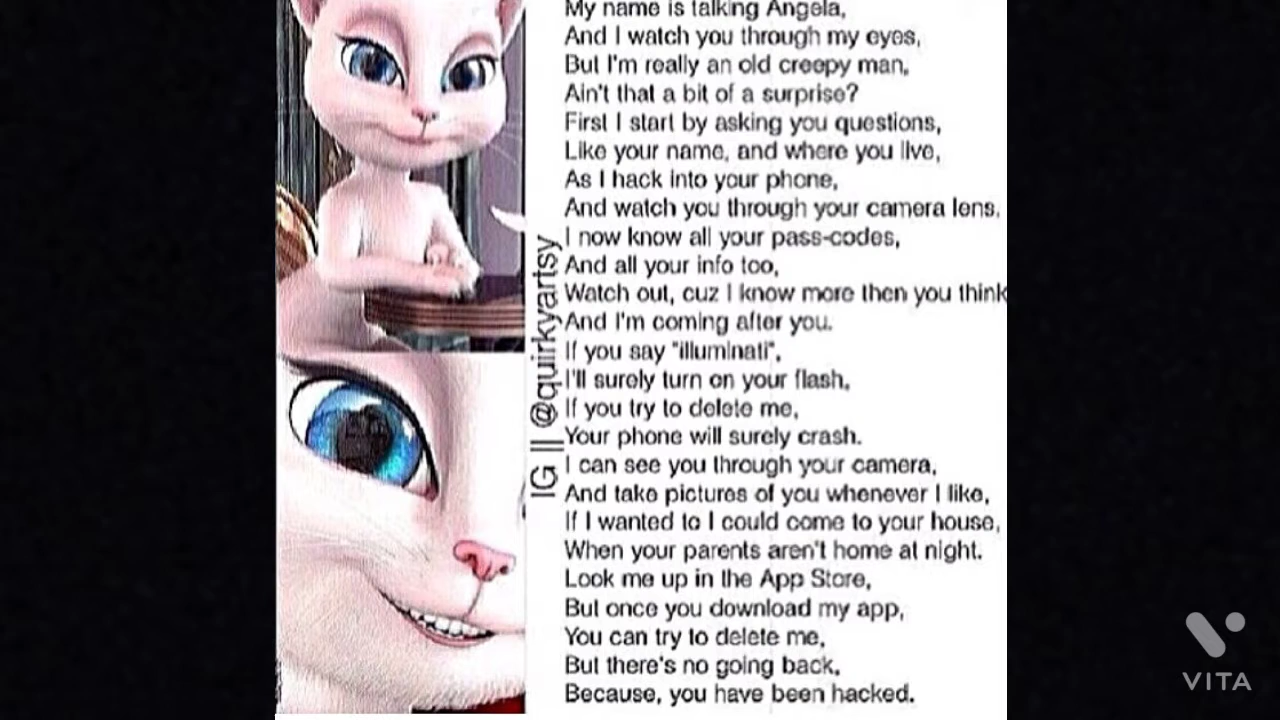 My name is talking Angela,
And I watch you through my eyes,
But I'm really an old creepy man,
Ain't that a bit of a surprise?
First I start by asking you questions,
Like your name, and where you live,
As I hack into your phone,
And watch you through your camera lens.
I now know all your pass-codes,
And all your info too,
Watch out, cuz I know more then you think
And I'm coming after you.
If you say "illuminati",
I'll surely turn on your flash,
If you try to delete me,
Your phone will surely crash.
I can see you through your camera,
And take pictures of you whenever I like,
If I wanted to I could come to your house,
When your parents aren't home at night.
Look me up in the App Store,
But once you download my app,
You can try to delete me,
But there's no going back,
Because, you have been hacked.
IG || @quirkyartsy
VITA